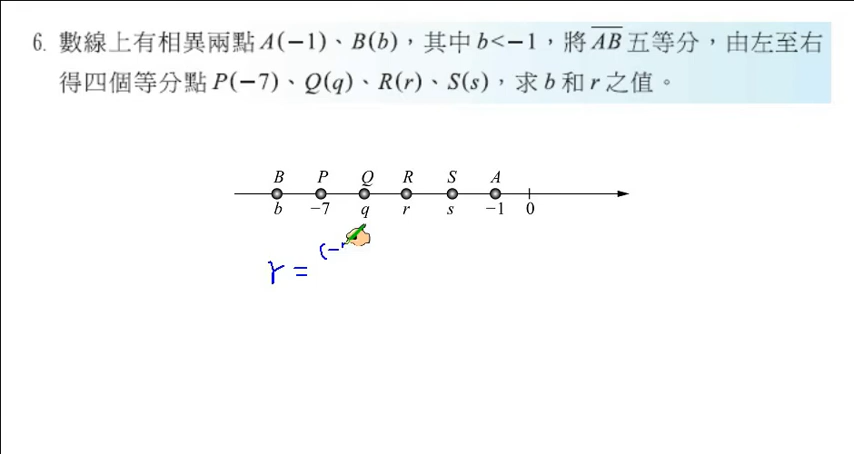 6. 數線上有相異兩點 A(−1)、B(b)，其中 b<−1，將 AB 五等分，由左至右
得四個等分點 P(−7)、Q(q)、R(r)、S(s)，求 b 和 r 之值。
B P Q R S A
b −7 q r s −1 0
r = (−